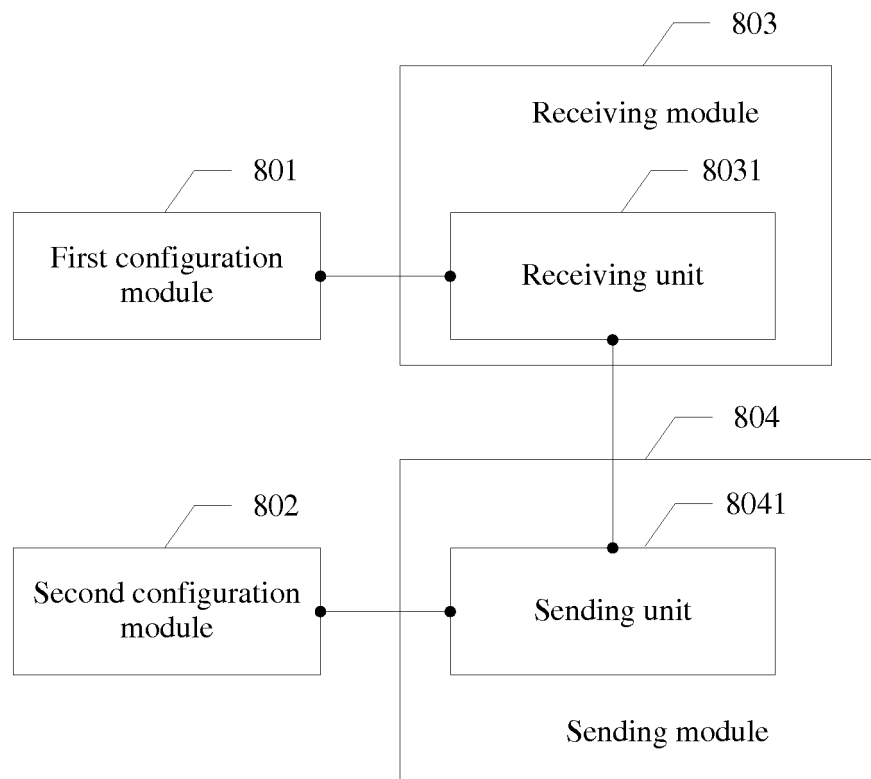 803
Receiving module
801
8031
First configuration
module
Receiving unit
804
802
8041
Second configuration
module
Sending unit
Sending module